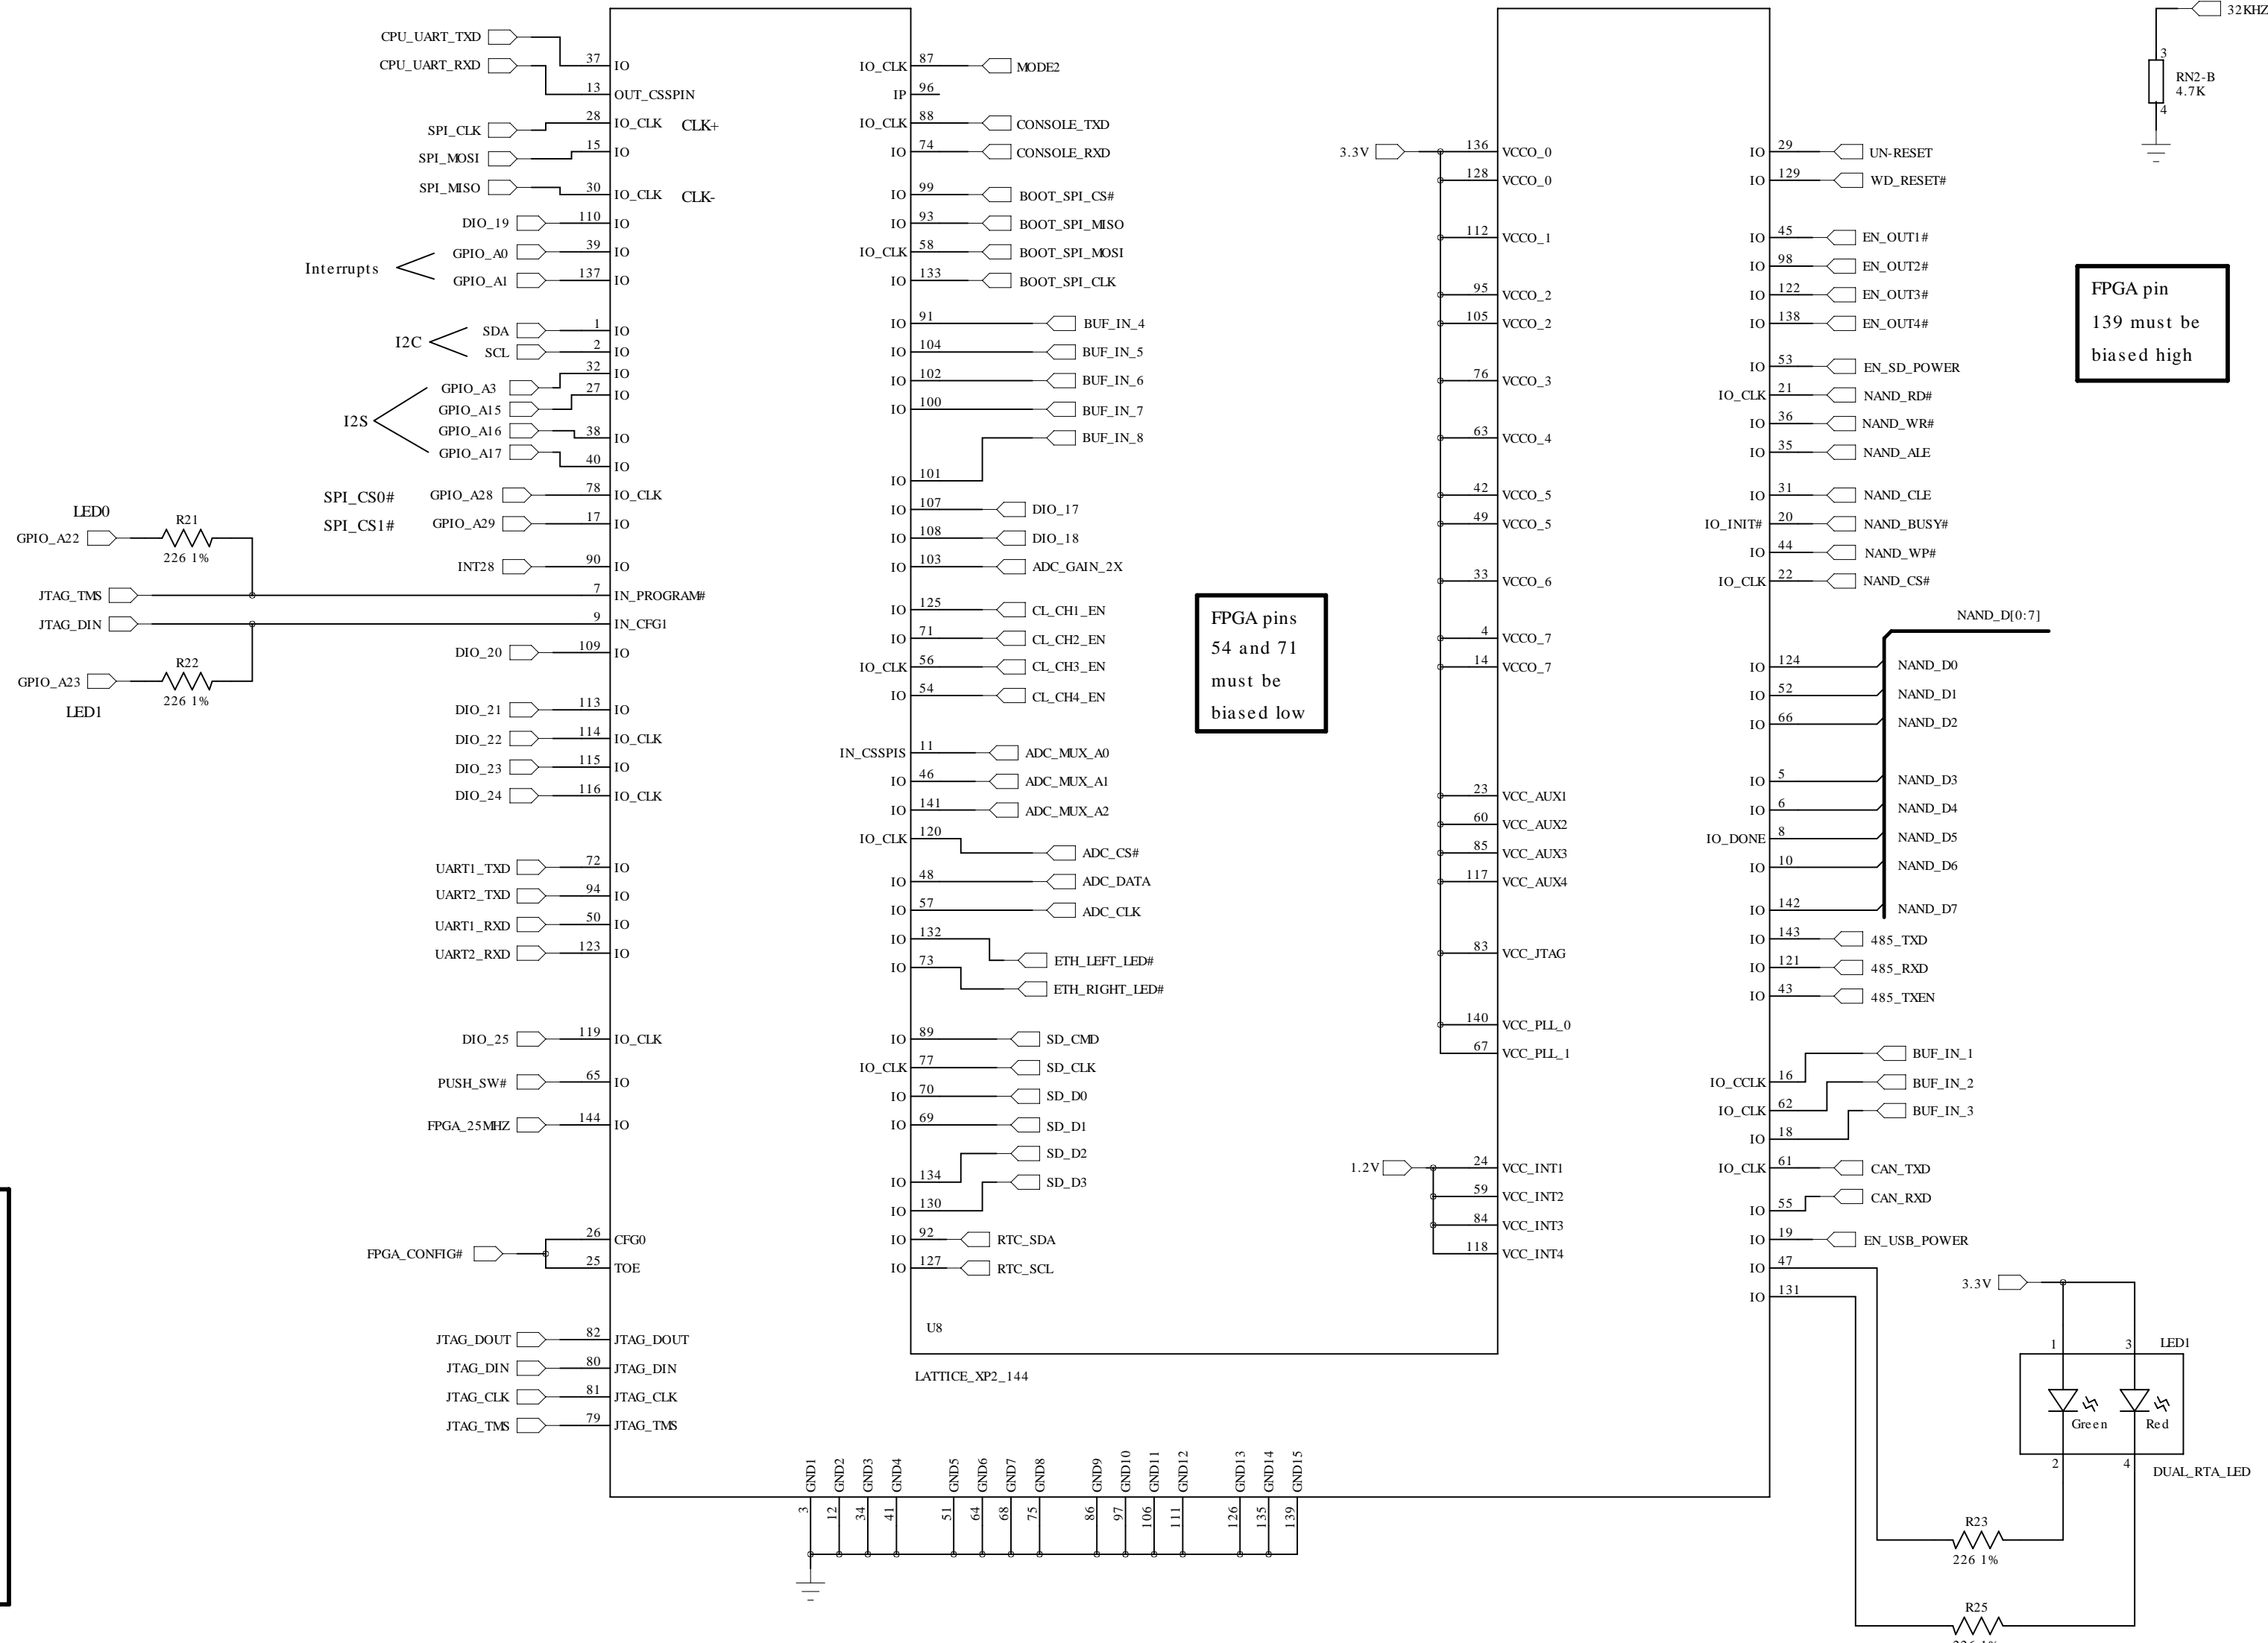 CPU_UART_TXD
37 IO
CPU_UART_RXD
13 OUT_CSSPIN
SPI_CLK 28 IO_CLK CLK+
SPI_MOSI 15 IO
SPI_MISO 30 IO_CLK CLK-
DIO_19 110 IO
Interrupts
GPIO_A0 39 IO
GPIO_A1 137 IO
I2C
SDA 1 IO
SCL 2 IO
I2S
GPIO_A3 32 IO
GPIO_A15 27 IO
GPIO_A16 38 IO
GPIO_A17 40 IO
SPI_CS0# GPIO_A28 78 IO_CLK
SPI_CS1# GPIO_A29 17 IO
LED0
GPIO_A22 R21
226 1%
INT28 90 IO
JTAG_TMS 7 IN_PROGRAM#
JTAG_DIN 9 IN_CFG1
DIO_20 109 IO
GPIO_A23 R22
226 1%
LED1
DIO_21 113 IO
DIO_22 114 IO_CLK
DIO_23 115 IO
DIO_24 116 IO_CLK
UART1_TXD 72 IO
UART2_TXD 94 IO
UART1_RXD 50 IO
UART2_RXD 123 IO
DIO_25 119 IO_CLK
PUSH_SW# 65 IO
FPGA_25MHZ 144 IO
FPGA_CONFIG#
26 CFG0
25 TOE
JTAG_DOUT 82 JTAG_DOUT
JTAG_DIN 80 JTAG_DIN
JTAG_CLK 81 JTAG_CLK
JTAG_TMS 79 JTAG_TMS
IO_CLK 87 MODE2
IP 96
IO_CLK 88 CONSOLE_TXD
IO 74 CONSOLE_RXD
IO 99 BOOT_SPI_CS#
IO 93 BOOT_SPI_MISO
IO_CLK 58 BOOT_SPI_MOSI
IO 133 BOOT_SPI_CLK
IO 91 BUF_IN_4
IO 104 BUF_IN_5
IO 102 BUF_IN_6
IO 100 BUF_IN_7
IO 101 BUF_IN_8
IO 107 DIO_17
IO 108 DIO_18
IO 103 ADC_GAIN_2X
IO 125 CL_CH1_EN
IO 71 CL_CH2_EN
IO_CLK 56 CL_CH3_EN
IO 54 CL_CH4_EN
IN_CSSPIS 11 ADC_MUX_A0
IO 46 ADC_MUX_A1
IO 141 ADC_MUX_A2
IO_CLK 120 ADC_CS#
IO 48 ADC_DATA
IO 57 ADC_CLK
IO 132 ETH_LEFT_LED#
IO 73 ETH_RIGHT_LED#
IO 89 SD_CMD
IO_CLK 77 SD_CLK
IO 70 SD_D0
IO 69 SD_D1
IO 134 SD_D2
IO 130 SD_D3
IO 92 RTC_SDA
IO 127 RTC_SCL
U8
LATTICE_XP2_144
FPGA pins
54 and 71
must be
biased low
GND1 3
GND2 12
GND3 34
GND4 41
GND5 51
GND6 64
GND7 68
GND8 75
GND9 86
GND10 97
GND11 106
GND12 111
GND13 126
GND14 135
GND15 139
3.3V 136 VCCO_0
128 VCCO_0
112 VCCO_1
95 VCCO_2
105 VCCO_2
76 VCCO_3
63 VCCO_4
42 VCCO_5
49 VCCO_5
33 VCCO_6
4 VCCO_7
14 VCCO_7
23 VCC_AUX1
60 VCC_AUX2
85 VCC_AUX3
117 VCC_AUX4
83 VCC_JTAG
140 VCC_PLL_0
67 VCC_PLL_1
1.2V 24 VCC_INT1
59 VCC_INT2
84 VCC_INT3
118 VCC_INT4
IO 29 UN-RESET
IO 129 WD_RESET#
IO 45 EN_OUT1#
IO 98 EN_OUT2#
IO 122 EN_OUT3#
IO 138 EN_OUT4#
IO 53 EN_SD_POWER
IO_CLK 21 NAND_RD#
IO 36 NAND_WR#
IO 35 NAND_ALE
IO 31 NAND_CLE
IO_INIT# 20 NAND_BUSY#
IO 44 NAND_WP#
IO_CLK 22 NAND_CS#
NAND_D[0:7]
IO 124 NAND_D0
IO 52 NAND_D1
IO 66 NAND_D2
IO 5 NAND_D3
IO 6 NAND_D4
IO_DONE 8 NAND_D5
IO 10 NAND_D6
IO 142 NAND_D7
IO 143 485_TXD
IO 121 485_RXD
IO 43 485_TXEN
IO_CCLK 16 BUF_IN_1
IO_CLK 62 BUF_IN_2
IO 18 BUF_IN_3
IO_CLK 61 CAN_TXD
IO 55 CAN_RXD
IO 19 EN_USB_POWER
IO 47
IO 131
32KHZ
3
RN2-B
4.7K
4
FPGA pin
139 must be
biased high
3.3V
1 3 LED1
Green Red
2 4
DUAL_RTA_LED
R23
226 1%
R25
226 1%